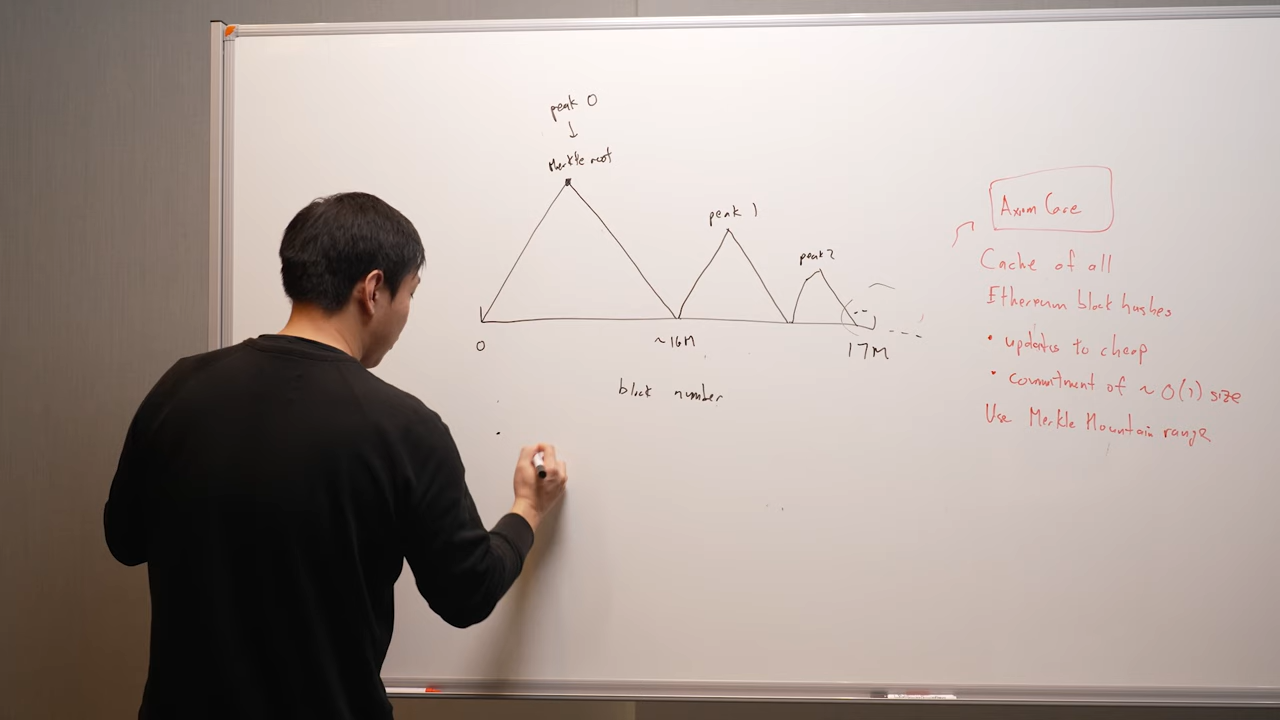 peak 0
Merkle root
peak 1
peak 2
0
~16M
17M
block number
Axiom Core
Cache of all
Ethereum block hashes
• updates to cheap
• commitment of ~ O(1) size
Use Merkle Mountain range